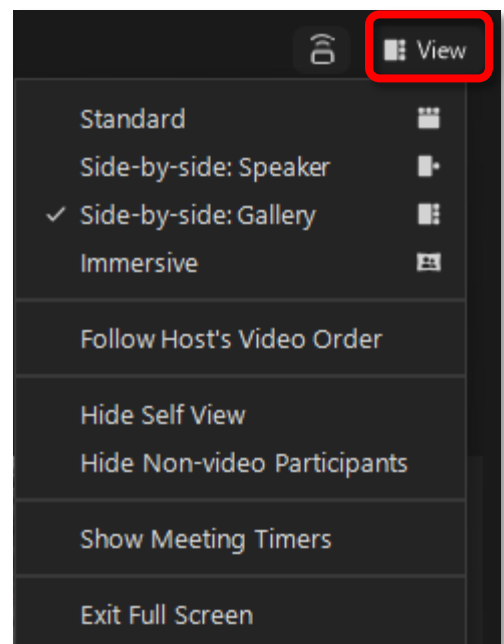 View
Standard
Side-by-side: Speaker
Side-by-side: Gallery
Immersive
Follow Host's Video Order
Hide Self View
Hide Non-video Participants
Show Meeting Timers
Exit Full Screen